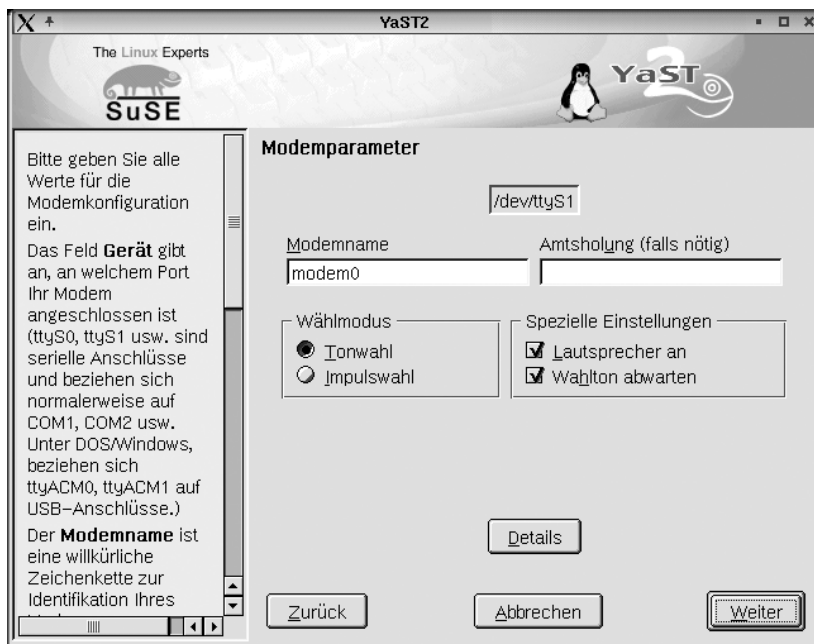 YaST2
The Linux Experts
SuSE
YaST
2
Bitte geben Sie alle
Werte für die
Modemkonfiguration
ein.
Das Feld Gerät gibt
an, an welchem Port
Ihr Modem
angeschlossen ist
(ttyS0, ttyS1 usw. sind
serielle Anschlüsse
und beziehen sich
normalerweise auf
COM1, COM2 usw.
Unter DOS/Windows,
beziehen sich
ttyACM0, ttyACM1 auf
USB-Anschlüsse.)
Der Modemname ist
eine willkürliche
Zeichenkette zur
Identifikation Ihres
Modemparameter
/dev/ttyS1
Modemname
Amtsholung (falls nötig)
modem0
Wählmodus
Tonwahl
Impulswahl
Spezielle Einstellungen
Lautsprecher an
Wahlton abwarten
Details
Zurück
Abbrechen
Weiter